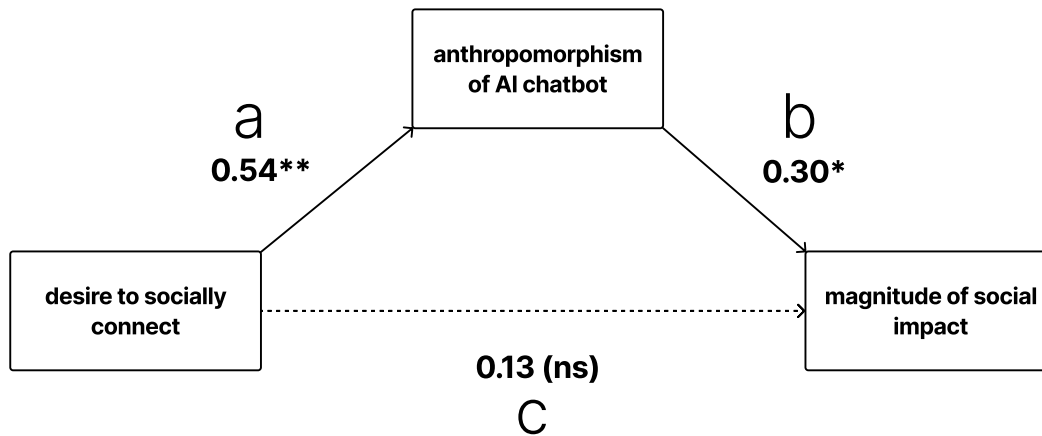 anthropomorphism
of AI chatbot
a
0.54**
b
0.30*
desire to socially
connect
magnitude of social
impact
0.13 (ns)
C